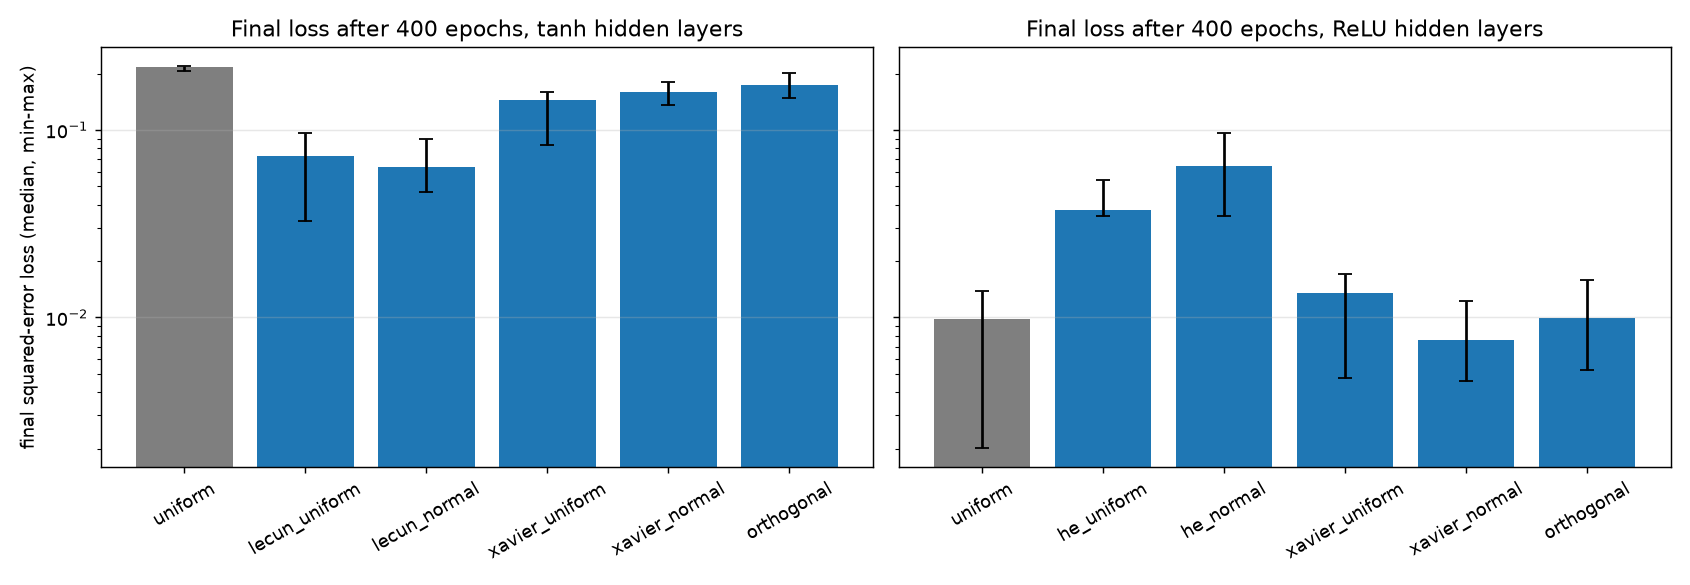 Final loss after 400 epochs, tanh hidden layers
final squared-error loss (median, min-max)
10⁻¹
10⁻²
uniform
lecun_uniform
lecun_normal
xavier_uniform
xavier_normal
orthogonal
Final loss after 400 epochs, ReLU hidden layers
uniform
he_uniform
he_normal
xavier_uniform
xavier_normal
orthogonal